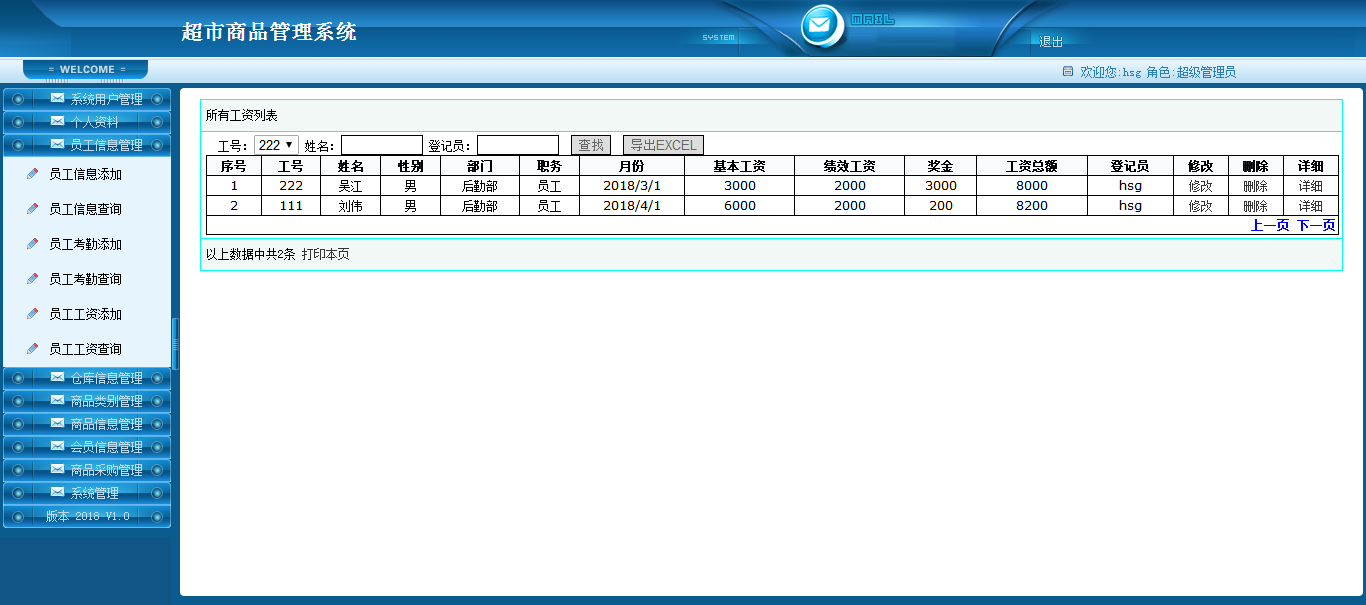 超市商品管理系统
SYSTEM
MAIL
退出
= WELCOME =
欢迎您:hsg 角色:超级管理员
系统用户管理
个人资料
员工信息管理
员工信息添加
员工信息查询
员工考勤添加
员工考勤查询
员工工资添加
员工工资查询
仓库信息管理
商品类别管理
商品信息管理
会员信息管理
商品采购管理
系统管理
版本 2018 V1.0
所有工资列表
工号: 222 姓名: 登记员: 查找 导出EXCEL
序号 工号 姓名 性别 部门 职务 月份 基本工资 绩效工资 奖金 工资总额 登记员 修改 删除 详细
1 222 吴江 男 后勤部 员工 2018/3/1 3000 2000 3000 8000 hsg 修改 删除 详细
2 111 刘伟 男 后勤部 员工 2018/4/1 6000 2000 200 8200 hsg 修改 删除 详细
上一页 下一页
以上数据中共2条 打印本页